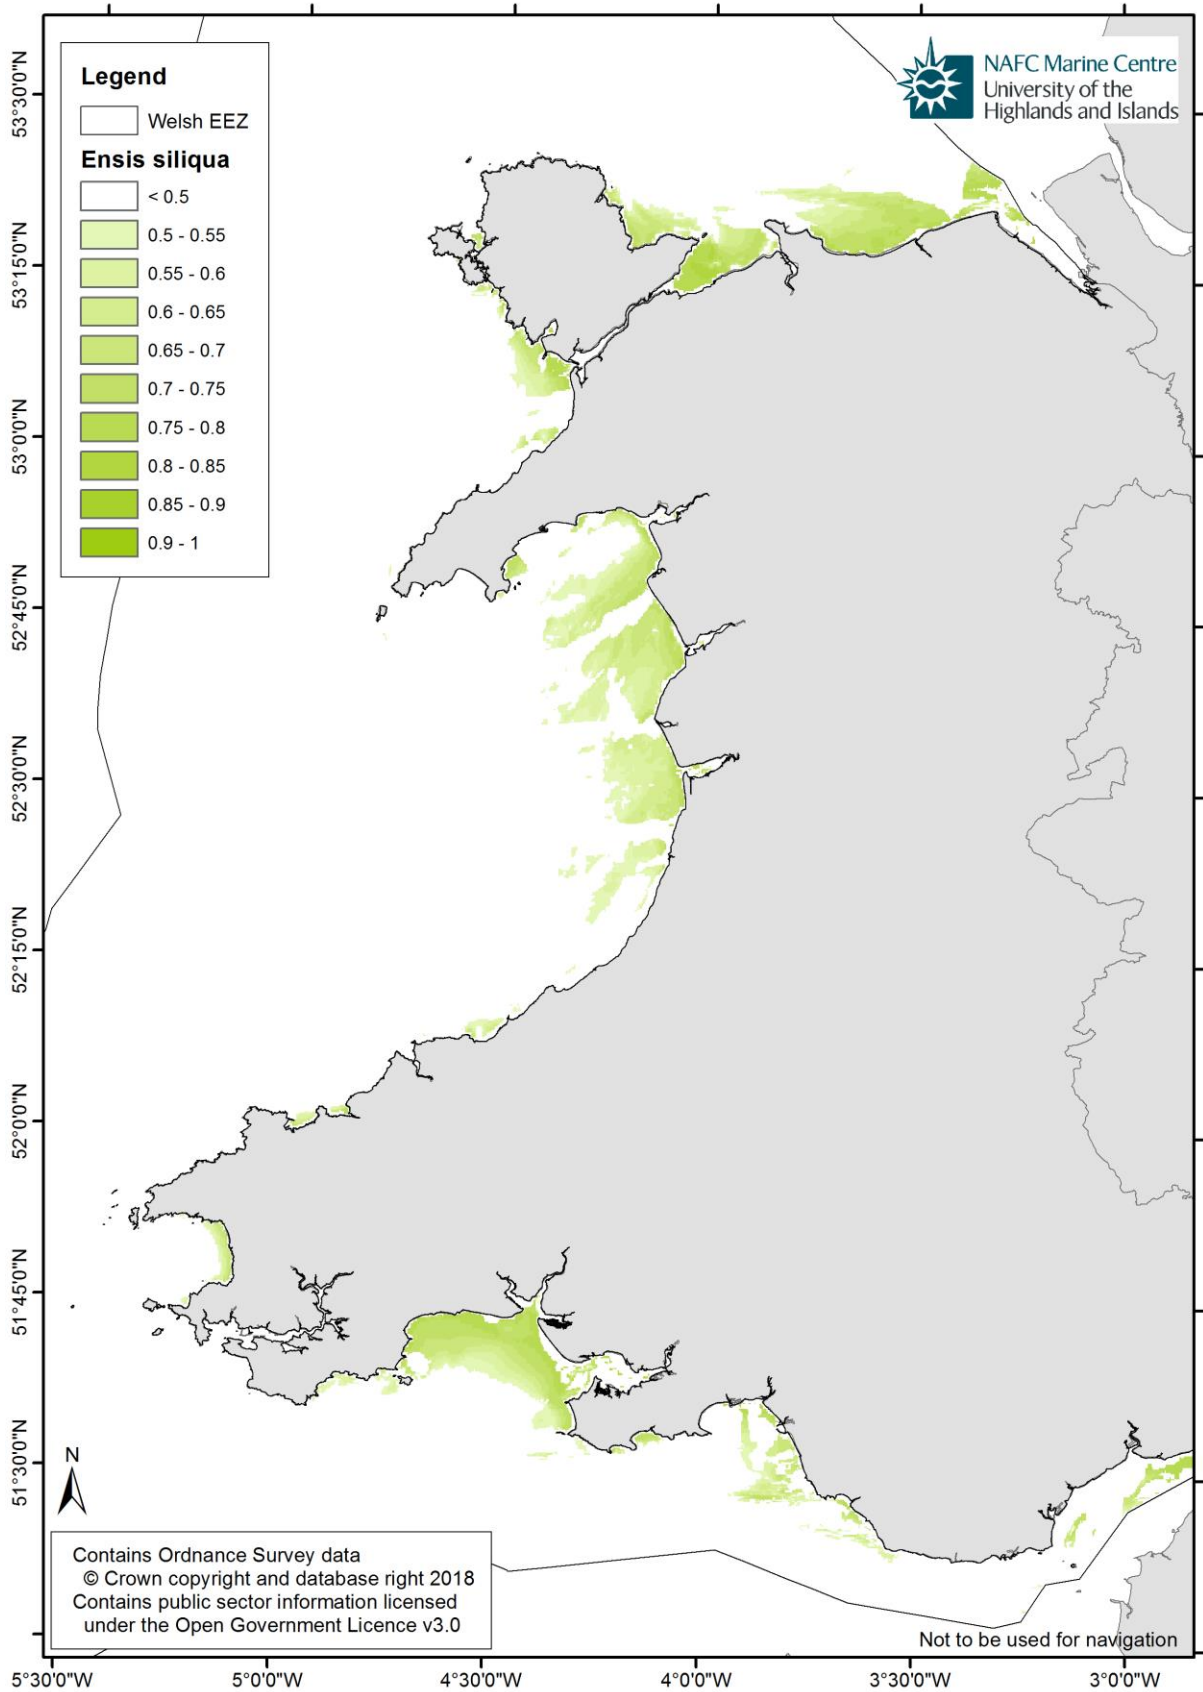 Legend
Welsh EEZ
Ensis siliqua
< 0.5
0.5 - 0.55
0.55 - 0.6
0.6 - 0.65
0.65 - 0.7
0.7 - 0.75
0.75 - 0.8
0.8 - 0.85
0.85 - 0.9
0.9 - 1
NAFC Marine Centre
University of the
Highlands and Islands
53°30'0"N
53°15'0"N
53°0'0"N
52°45'0"N
52°30'0"N
52°15'0"N
52°0'0"N
51°45'0"N
51°30'0"N
N
Contains Ordnance Survey data
© Crown copyright and database right 2018
Contains public sector information licensed
under the Open Government Licence v3.0
Not to be used for navigation
5°30'0"W
5°0'0"W
4°30'0"W
4°0'0"W
3°30'0"W
3°0'0"W